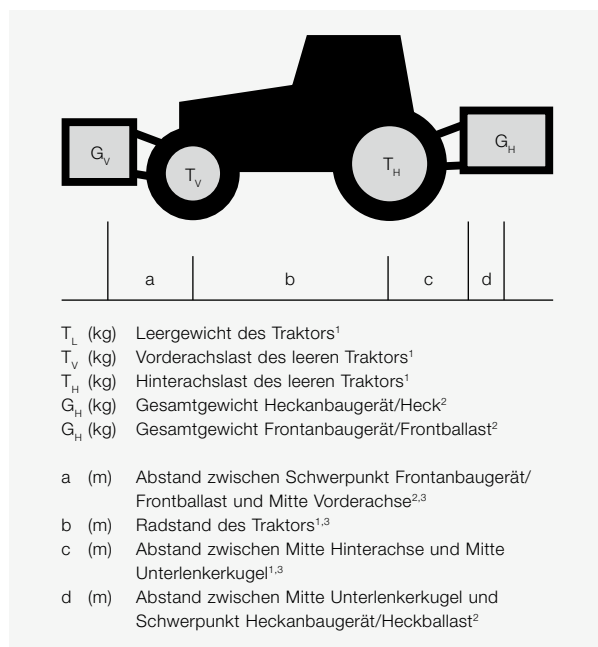 G_V T_V T_H G_H
a b c d
T_L (kg) Leergewicht des Traktors¹
T_V (kg) Vorderachslast des leeren Traktors¹
T_H (kg) Hinterachslast des leeren Traktors¹
G_H (kg) Gesamtgewicht Heckanbaugerät/Heck²
G_H (kg) Gesamtgewicht Frontanbaugerät/Frontballast²
a (m) Abstand zwischen Schwerpunkt Frontanbaugerät/
Frontballast und Mitte Vorderachse²,³
b (m) Radstand des Traktors¹,³
c (m) Abstand zwischen Mitte Hinterachse und Mitte
Unterlenkerkugel¹,³
d (m) Abstand zwischen Mitte Unterlenkerkugel und
Schwerpunkt Heckanbaugerät/Heckballast²